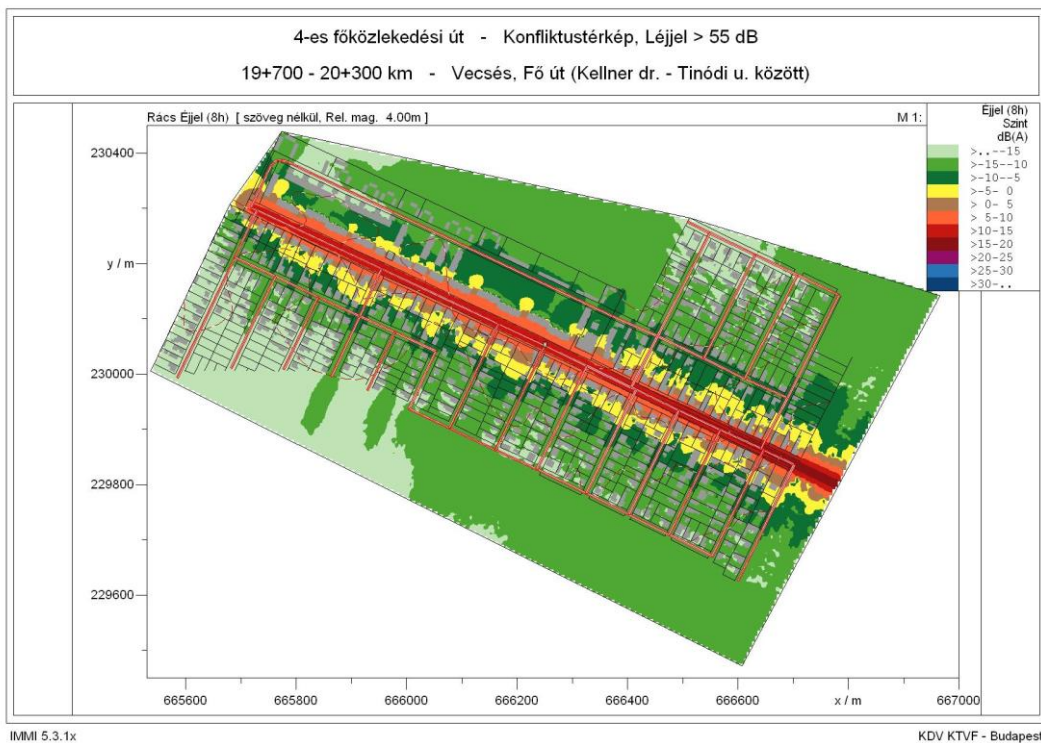 4-es főközlekedési út - Konfliktustérkép, Léjjel > 55 dB
19+700 - 20+300 km - Vecsés, Fő út (Kellner dr. - Tinódi u. között)
Rács Éjjel (8h) [ szöveg nélkül, Rel. mag. 4.00m ]
M 1:
Éjjel (8h)
Szint
dB(A)
>..--15
>-15--10
>-10--5
>-5- 0
> 0- 5
> 5-10
>10-15
>15-20
>20-25
>25-30
>30-..
230400
y / m
230000
229800
229600
665600
665800
666000
666200
666400
666600
x / m
667000
IMMI 5.3.1x
KDV KTVF - Budapest